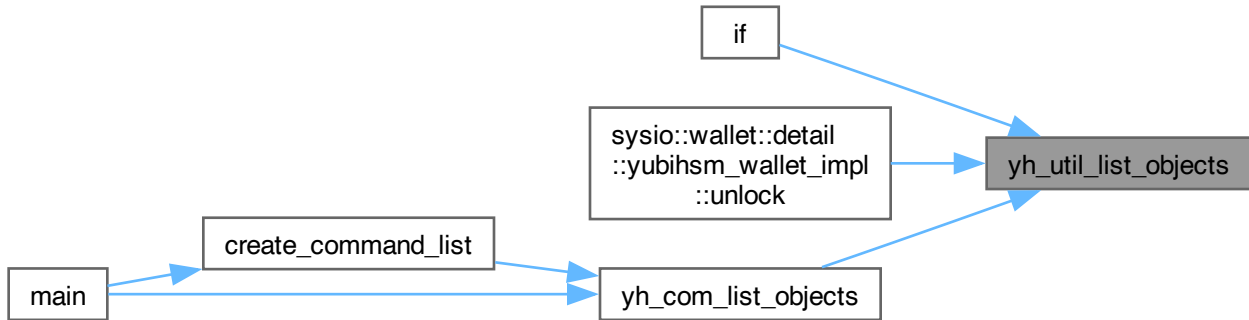 if
sysio::wallet::detail
::yubihsm_wallet_impl
::unlock
yh_util_list_objects
create_command_list
main
yh_com_list_objects